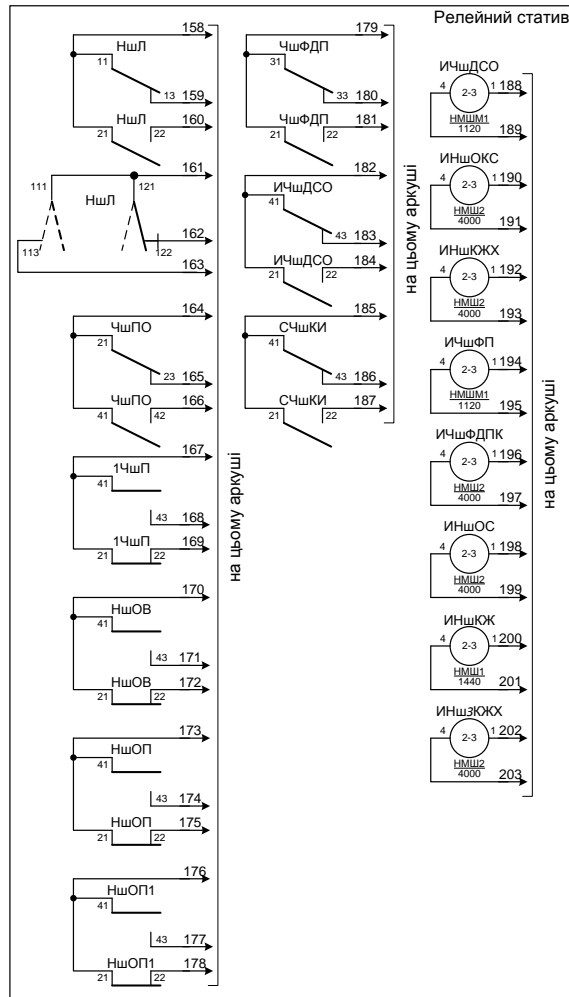 Релейний статив
158
НшЛ
11
13
159
НшЛ
160
21
22
161
111
121
НшЛ
162
113
122
163
164
ЧшПО
21
23
165
ЧшПО
166
41
42
167
1ЧшП
41
43
168
1ЧшП
169
21
22
170
НшОВ
41
43
171
НшОВ
172
21
22
173
НшОП
41
43
174
НшОП
175
21
22
176
НшОП1
41
43
177
НшОП1
178
21
22
на цьому аркуші
179
ЧшФДП
31
33
180
ЧшФДП
181
21
22
182
ИЧшДСО
41
43
183
ИЧшДСО
184
21
22
185
СЧшКИ
41
43
186
СЧшКИ
187
21
22
на цьому аркуші
ИЧшДСО
4 2-3 1 188
НМШМ1
1120
189
ИНшОКС
4 2-3 1 190
НМШ2
4000
191
ИНшКЖХ
4 2-3 1 192
НМШ2
4000
193
ИЧшФП
4 2-3 1 194
НМШМ1
1120
195
ИЧшФДПК
4 2-3 1 196
НМШ2
4000
197
ИНшОС
4 2-3 1 198
НМШ2
4000
199
ИНшКЖ
4 2-3 1 200
НМШ1
1440
201
ИНшЗКЖХ
4 2-3 1 202
НМШ2
4000
203
на цьому аркуші